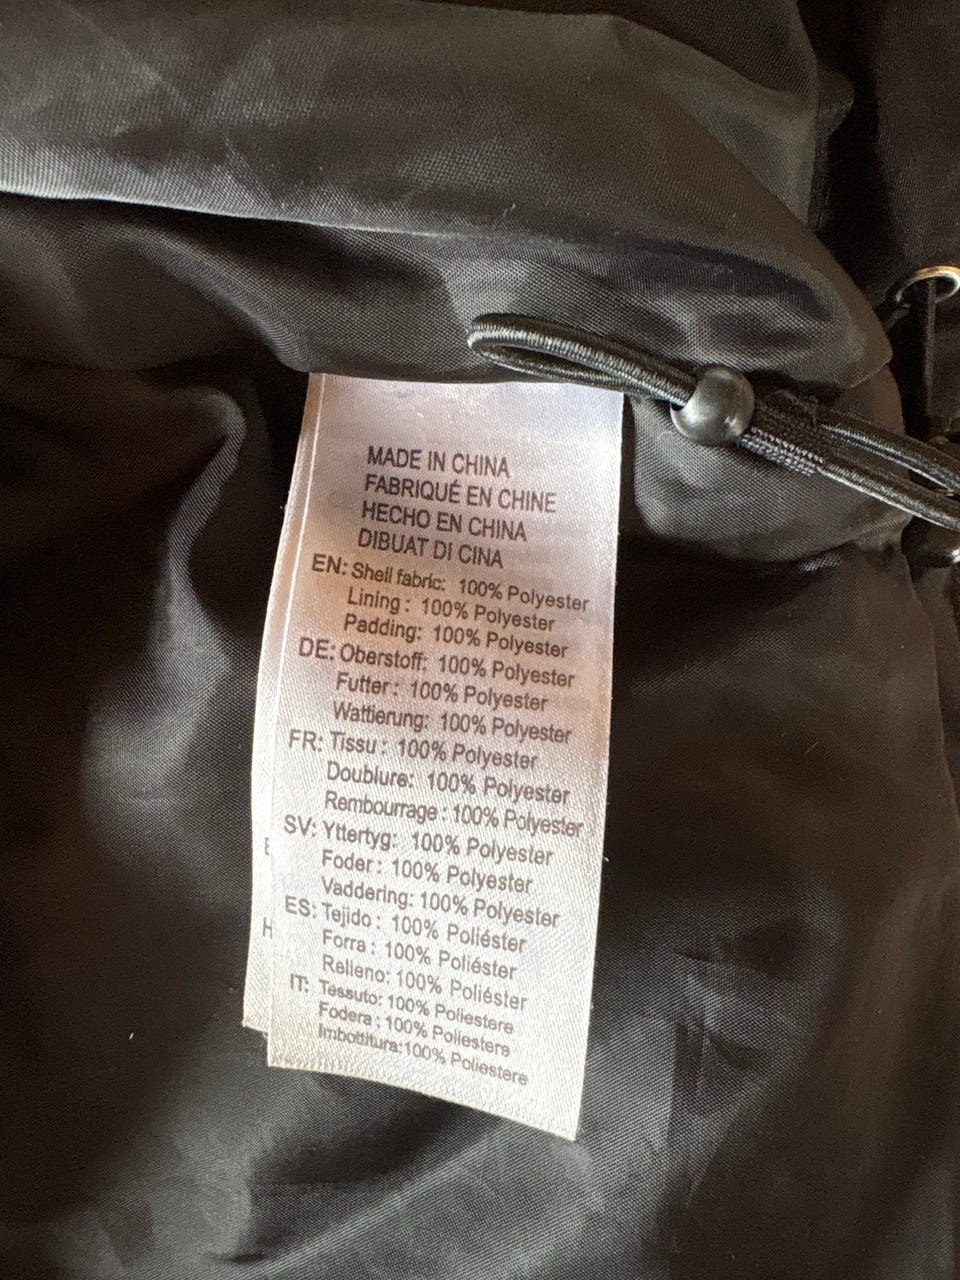 MADE IN CHINA
FABRIQUÉ EN CHINE
HECHO EN CHINA
DIBUAT DI CINA
EN: Shell fabric: 100% Polyester
Lining : 100% Polyester
Padding: 100% Polyester
DE: Oberstoff: 100% Polyester
Futter : 100% Polyester
Wattierung: 100% Polyester
FR: Tissu : 100% Polyester
Doublure: 100% Polyester
Rembourrage : 100% Polyester
SV: Yttertyg: 100% Polyester
Foder : 100% Polyester
Vaddering: 100% Polyester
ES: Tejido : 100% Poliéster
Forra : 100% Poliéster
Relleno: 100% Poliéster
IT: Tessuto: 100% Poliestere
Fodera : 100% Poliestere
Imbottitura:100% Poliestere